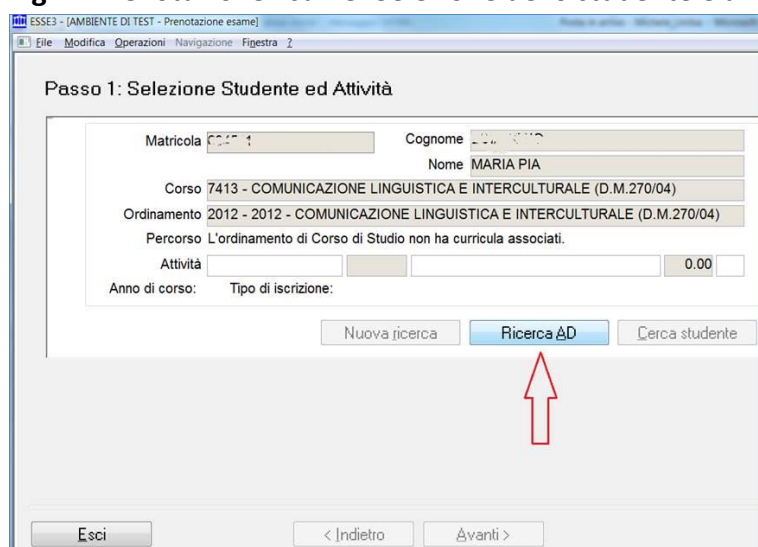 ESSE3 - [AMBIENTE DI TEST - Prenotazione esame]
File Modifica Operazioni Navigazione Finestra ?
Passo 1: Selezione Studente ed Attività
Matricola Cognome
Nome MARIA PIA
Corso 7413 - COMUNICAZIONE LINGUISTICA E INTERCULTURALE (D.M.270/04)
Ordinamento 2012 - 2012 - COMUNICAZIONE LINGUISTICA E INTERCULTURALE (D.M.270/04)
Percorso L'ordinamento di Corso di Studio non ha curricula associati.
Attività 0.00
Anno di corso: Tipo di iscrizione:
Nuova ricerca Ricerca AD Cerca studente
Esci < Indietro Avanti >